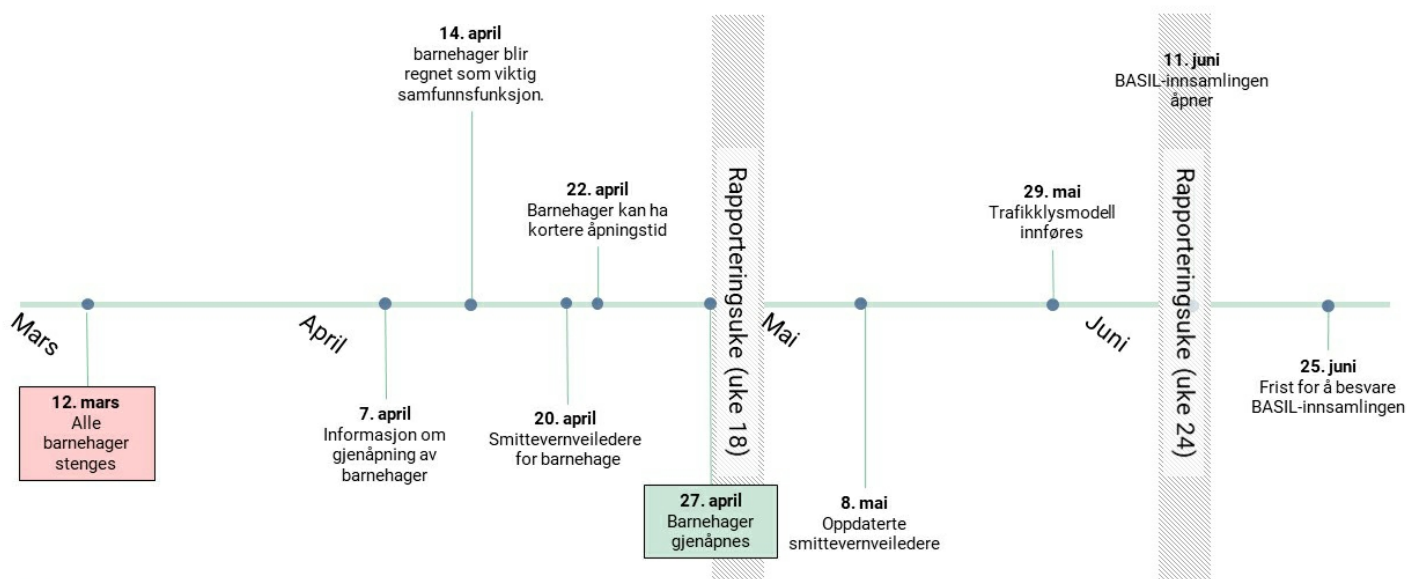 14. april
barnehager blir
regnet som viktig
samfunnsfunksjon.
11. juni
BASIL-innsamlingen
åpner
22. april
Barnehager kan ha
kortere åpningstid
29. mai
Trafikklysmodell
innføres
Rapporteringsuke (uke 18)
Rapporteringsuke (uke 24)
Mars
April
Mai
Juni
12. mars
Alle
barnehager
stenges
7. april
Informasjon om
gjenåpning av
barnehager
20. april
Smittevernveiledere
for barnehage
27. april
Barnehager
gjenåpnes
8. mai
Oppdaterte
smittevernveiledere
25. juni
Frist for å besvare
BASIL-innsamlingen